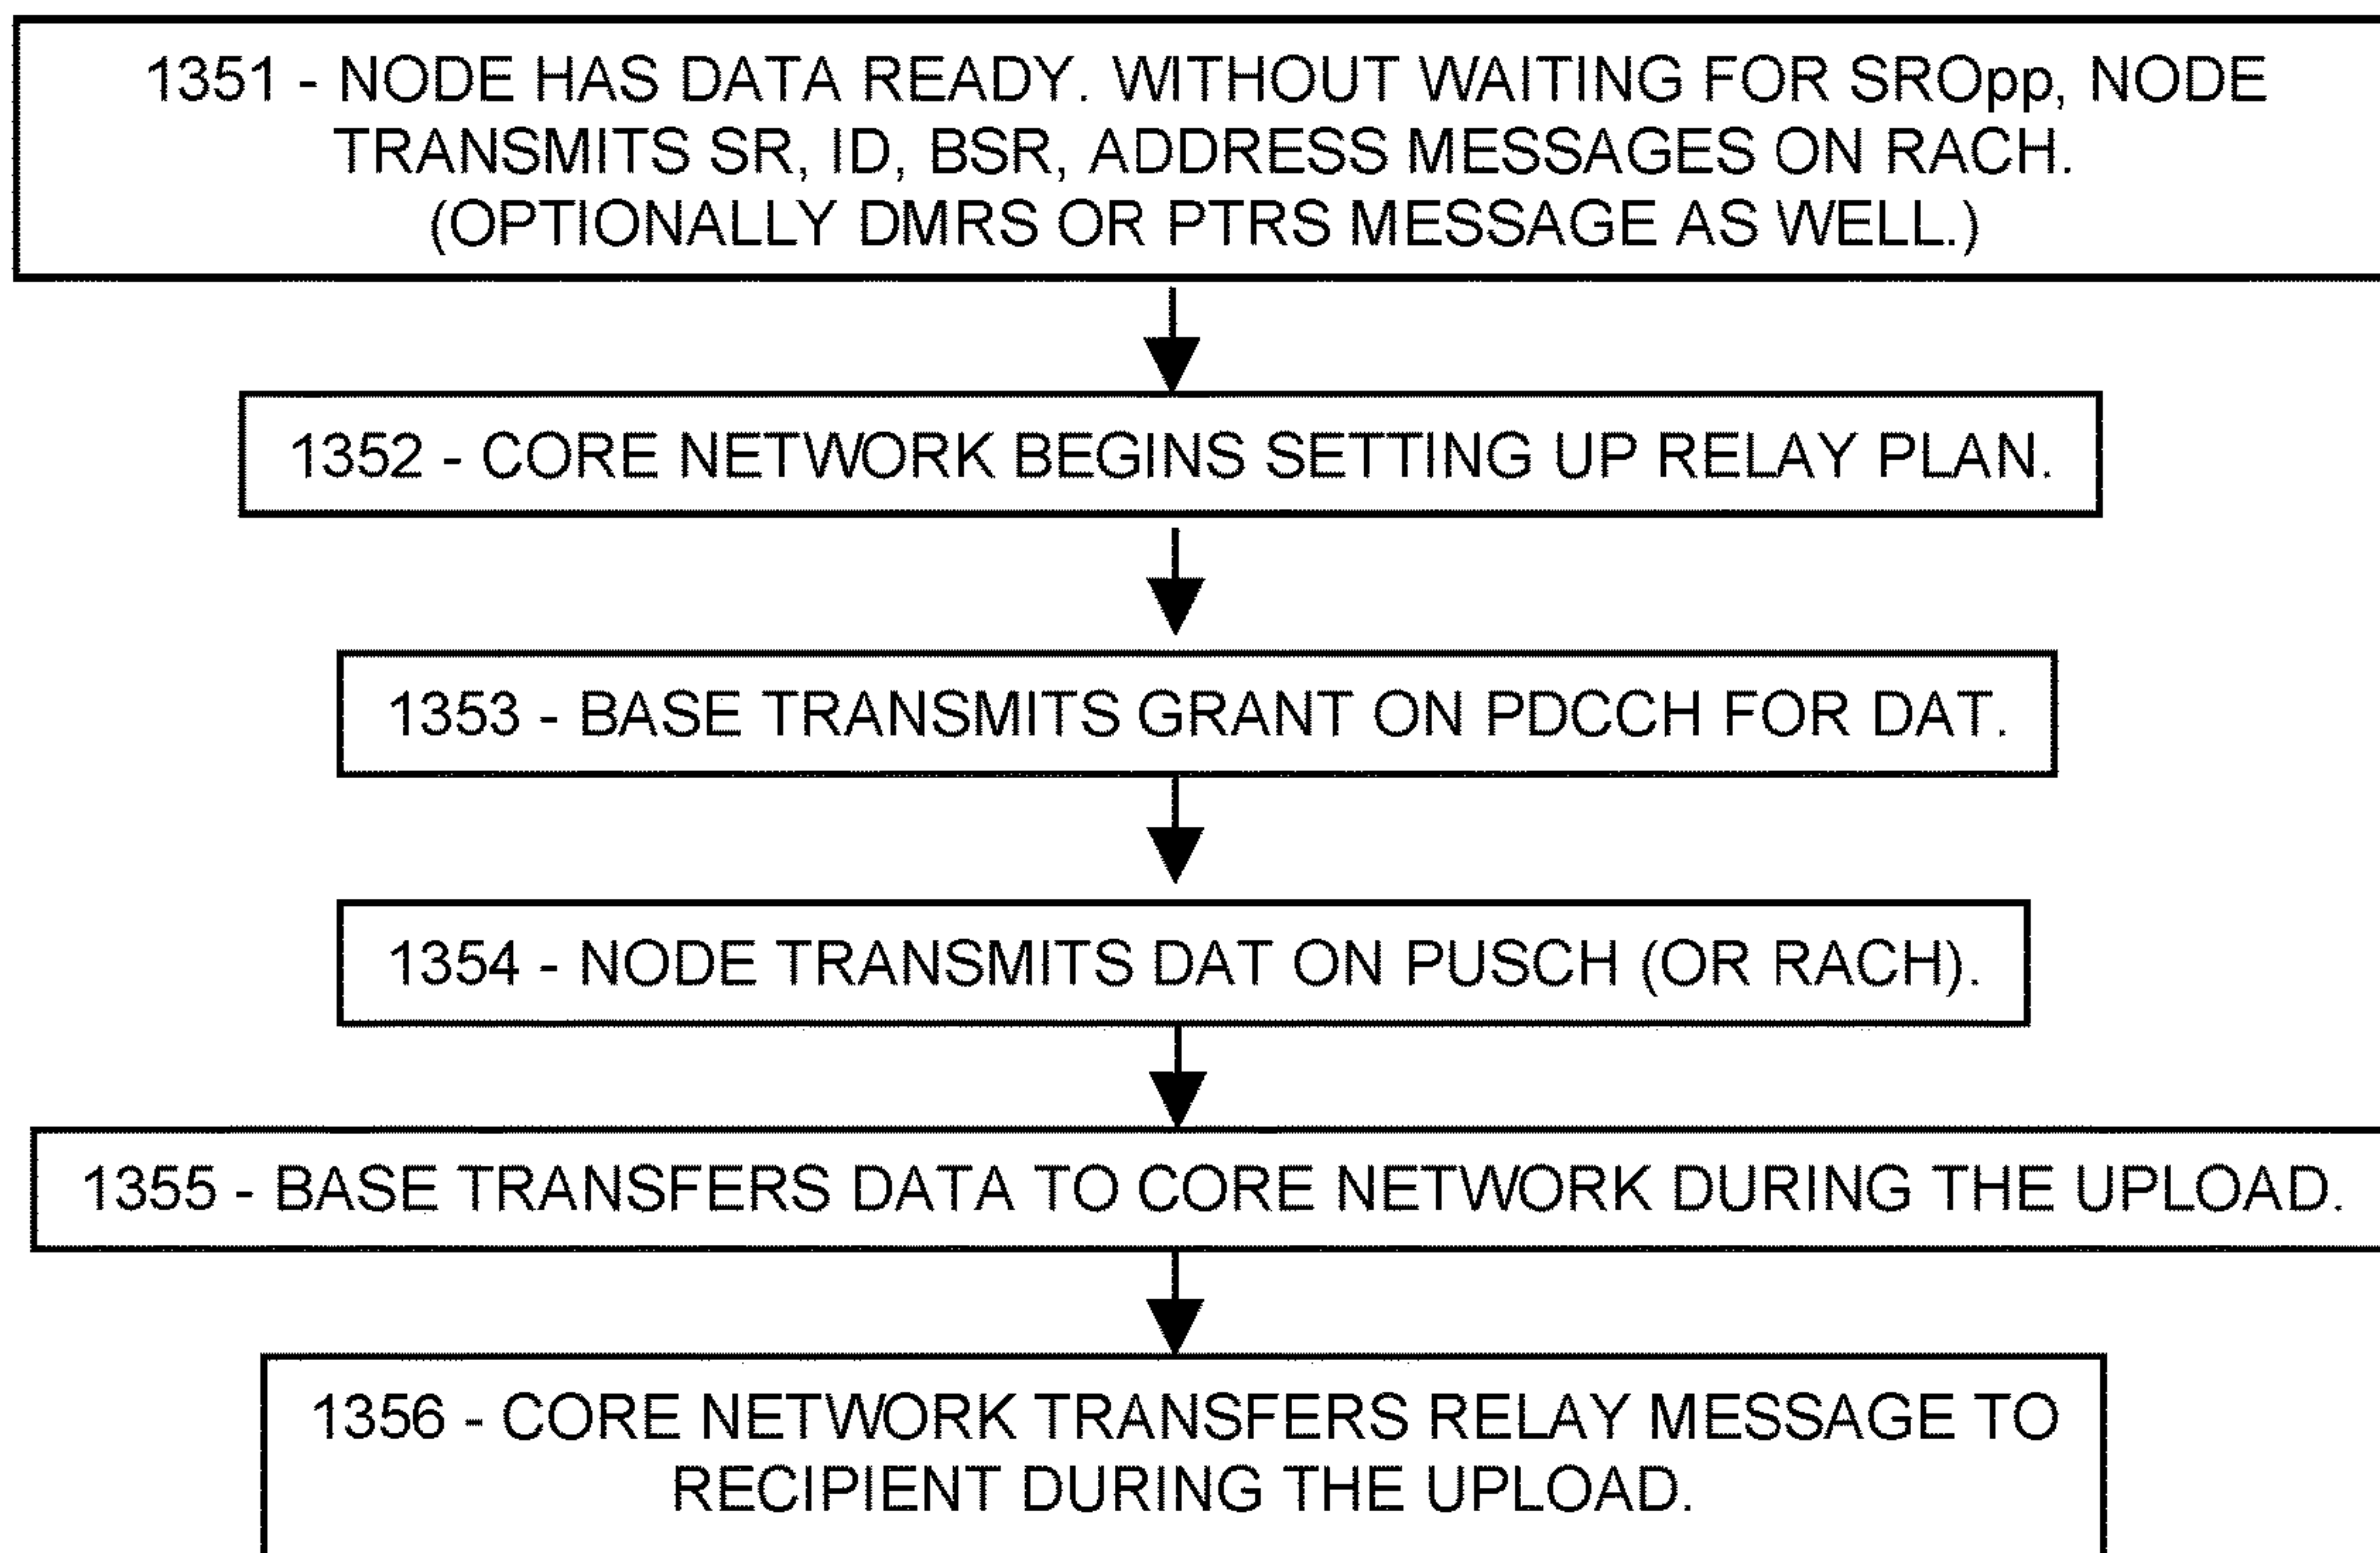 1351 - NODE HAS DATA READY. WITHOUT WAITING FOR SROpp, NODE
TRANSMITS SR, ID, BSR, ADDRESS MESSAGES ON RACH.
(OPTIONALLY DMRS OR PTRS MESSAGE AS WELL.)
1352 - CORE NETWORK BEGINS SETTING UP RELAY PLAN.
1353 - BASE TRANSMITS GRANT ON PDCCH FOR DAT.
1354 - NODE TRANSMITS DAT ON PUSCH (OR RACH).
1355 - BASE TRANSFERS DATA TO CORE NETWORK DURING THE UPLOAD.
1356 - CORE NETWORK TRANSFERS RELAY MESSAGE TO
RECIPIENT DURING THE UPLOAD.